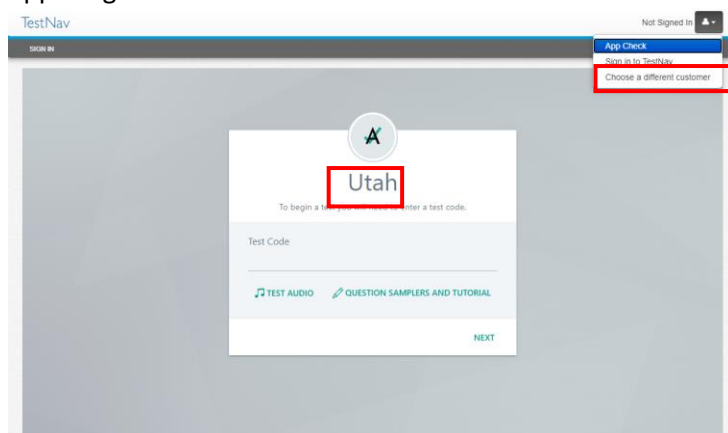 TestNav
Not Signed In
SIGN IN
App Check
Sign in to TestNav
Choose a different customer
Utah
To begin a test you will need to enter a test code.
Test Code
TEST AUDIO QUESTION SAMPLERS AND TUTORIAL
NEXT